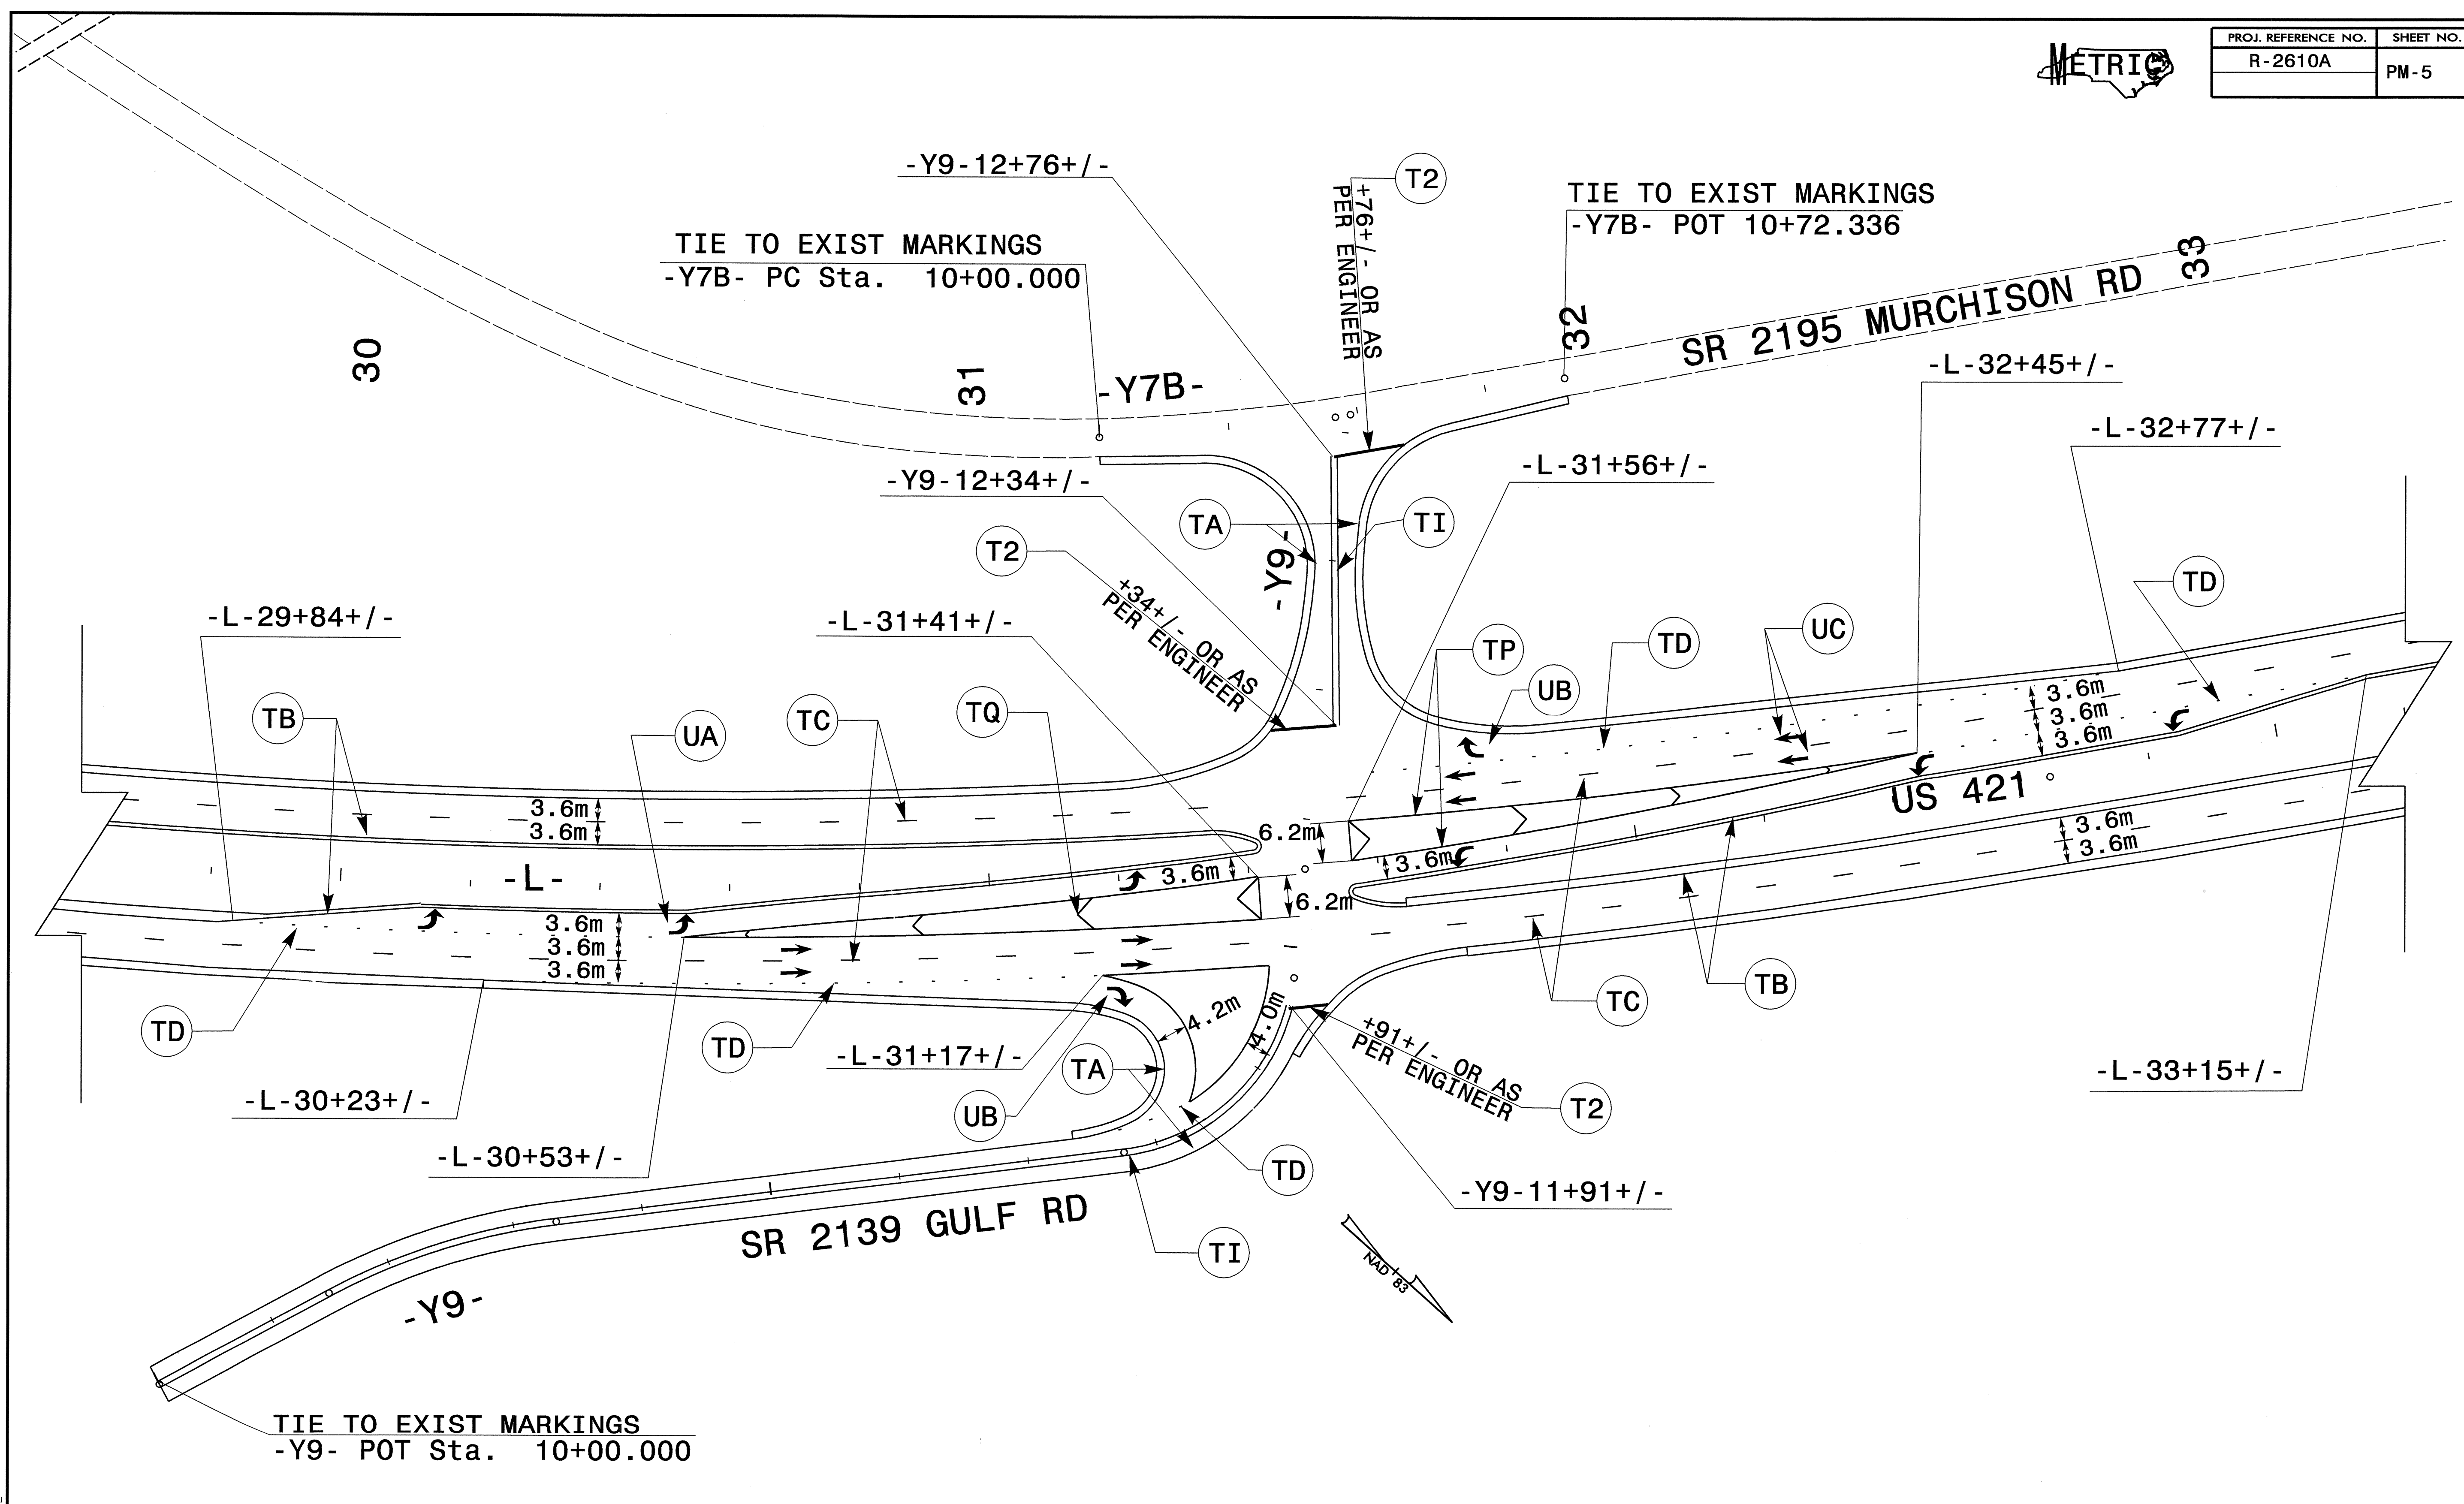 METRIC
PROJ. REFERENCE NO. SHEET NO.
R-2610A PM-5
-Y9-12+76+/-
T2
+76+/- OR AS
PER ENGINEER
TIE TO EXIST MARKINGS
-Y7B- POT 10+72.336
TIE TO EXIST MARKINGS
-Y7B- PC Sta. 10+00.000
33
SR 2195 MURCHISON RD
32
30
31
-Y7B-
-L-32+45+/-
-L-32+77+/-
-Y9-12+34+/-
-L-31+56+/-
TA
TI
T2
-Y9-
+34+/- OR AS
PER ENGINEER
TD
-L-29+84+/-
-L-31+41+/-
TP
TD
UC
UB
TB
UA
TC
TQ
3.6m
3.6m
3.6m
3.6m
3.6m
US 421
6.2m
3.6m
3.6m
3.6m
-L-
3.6m
6.2m
3.6m
3.6m
3.6m
TD
TD
-L-31+17+/-
4.2m
4.0m
TA
+91+/- OR AS
PER ENGINEER
TC
TB
-L-33+15+/-
-L-30+23+/-
UB
T2
-L-30+53+/-
TD
-Y9-11+91+/-
SR 2139 GULF RD
TI
NAD 83
-Y9-
TIE TO EXIST MARKINGS
-Y9- POT Sta. 10+00.000